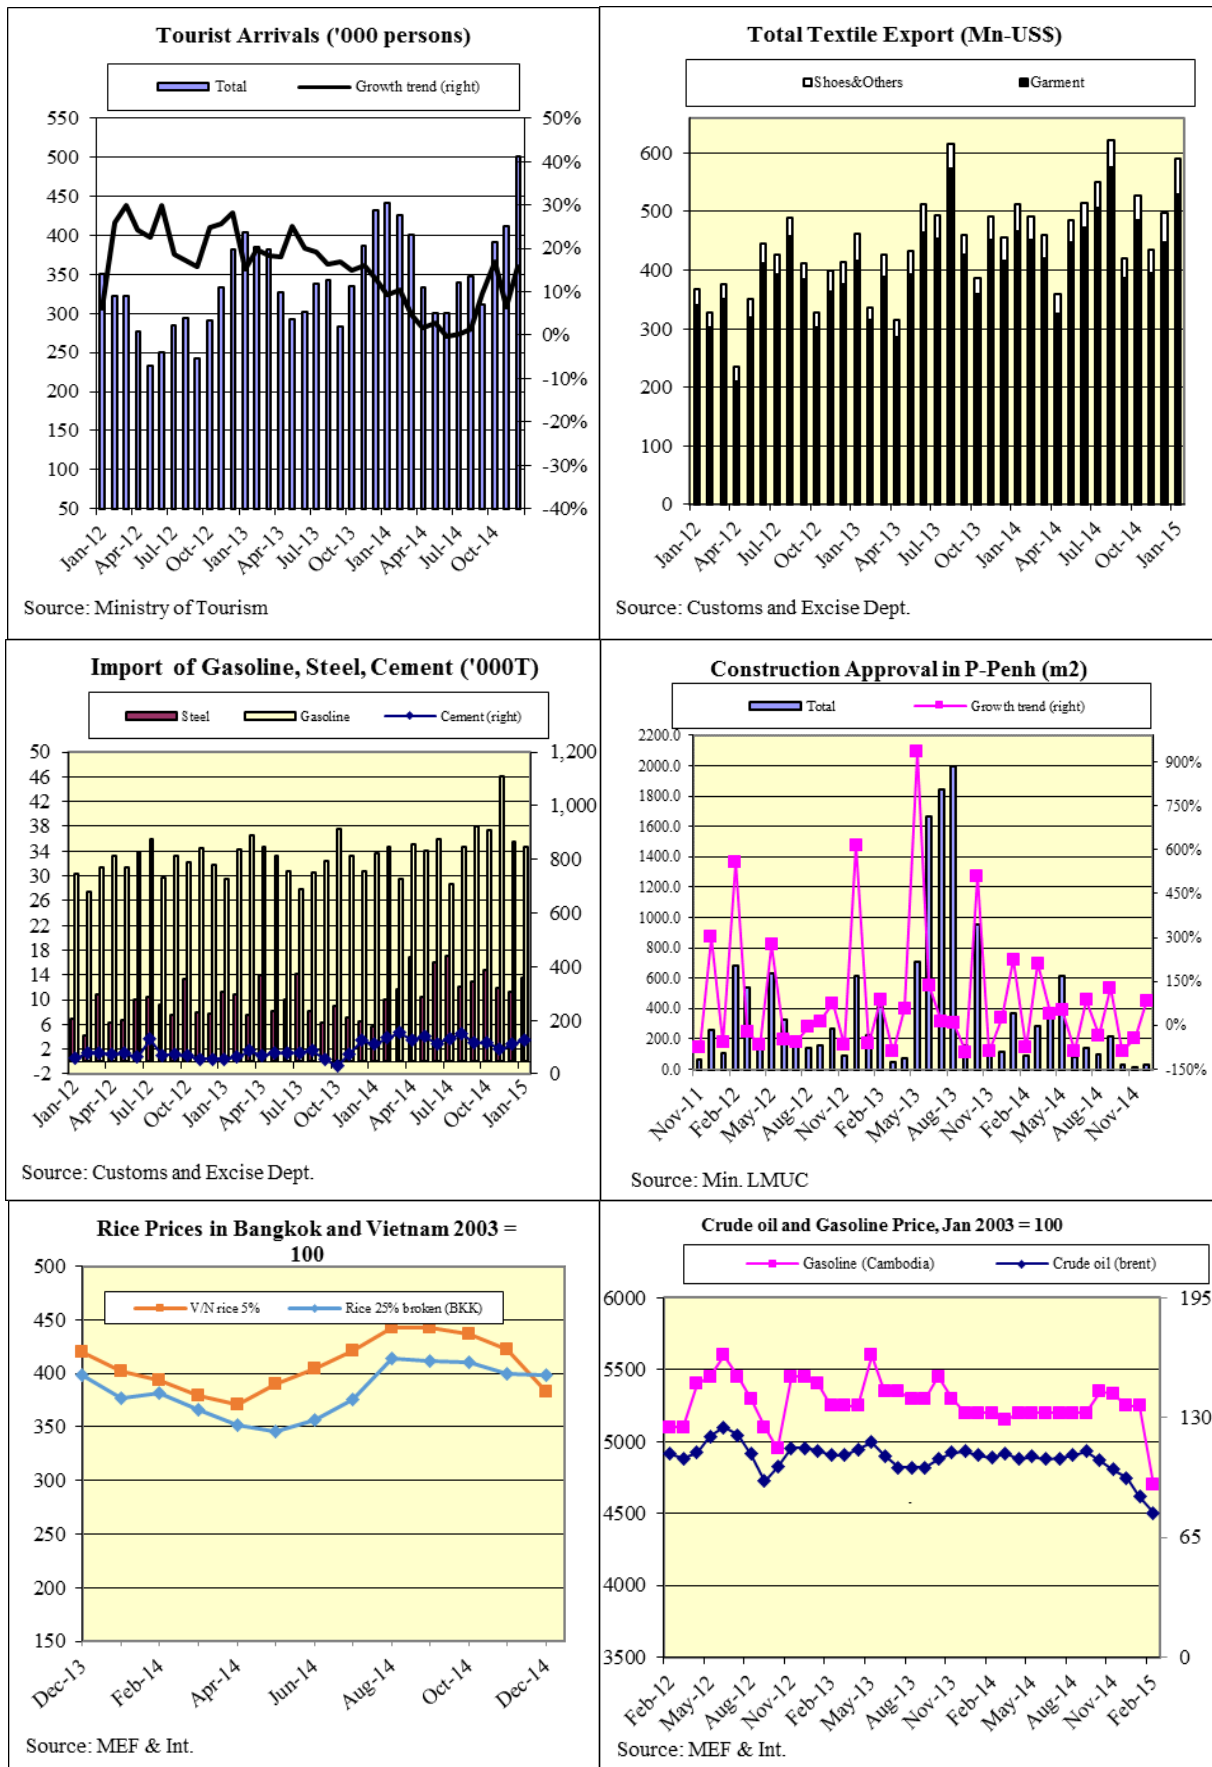 Tourist Arrivals ('000 persons)
Total
Growth trend (right)
550
500
450
400
350
300
250
200
150
100
50
50%
40%
30%
20%
10%
0%
-10%
-20%
-30%
-40%
Jan-12
Apr-12
Jul-12
Oct-12
Jan-13
Apr-13
Jul-13
Oct-13
Jan-14
Apr-14
Jul-14
Oct-14
Source: Ministry of Tourism
Total Textile Export (Mn-US$)
Shoes&Others
Garment
600
500
400
300
200
100
0
Jan-12
Apr-12
Jul-12
Oct-12
Jan-13
Apr-13
Jul-13
Oct-13
Jan-14
Apr-14
Jul-14
Oct-14
Jan-15
Source: Customs and Excise Dept.
Import of Gasoline, Steel, Cement ('000T)
Steel
Gasoline
Cement (right)
50
46
42
38
34
30
26
22
18
14
10
6
2
-2
1,200
1,000
800
600
400
200
0
Jan-12
Apr-12
Jul-12
Oct-12
Jan-13
Apr-13
Jul-13
Oct-13
Jan-14
Apr-14
Jul-14
Oct-14
Jan-15
Source: Customs and Excise Dept.
Construction Approval in P-Penh (m2)
Total
Growth trend (right)
2200.0
2000.0
1800.0
1600.0
1400.0
1200.0
1000.0
800.0
600.0
400.0
200.0
0.0
900%
750%
600%
450%
300%
150%
0%
-150%
Nov-11
Feb-12
May-12
Aug-12
Nov-12
Feb-13
May-13
Aug-13
Nov-13
Feb-14
May-14
Aug-14
Nov-14
Source: Min. LMUC
Rice Prices in Bangkok and Vietnam 2003 =
100
V/N rice 5%
Rice 25% broken (BKK)
500
450
400
350
300
250
200
150
Dec-13
Feb-14
Apr-14
Jun-14
Aug-14
Oct-14
Dec-14
Source: MEF & Int.
Crude oil and Gasoline Price, Jan 2003 = 100
Gasoline (Cambodia)
Crude oil (brent)
6000
5500
5000
4500
4000
3500
195
130
65
0
Feb-12
May-12
Aug-12
Nov-12
Feb-13
May-13
Aug-13
Nov-13
Feb-14
May-14
Aug-14
Nov-14
Feb-15
Source: MEF & Int.